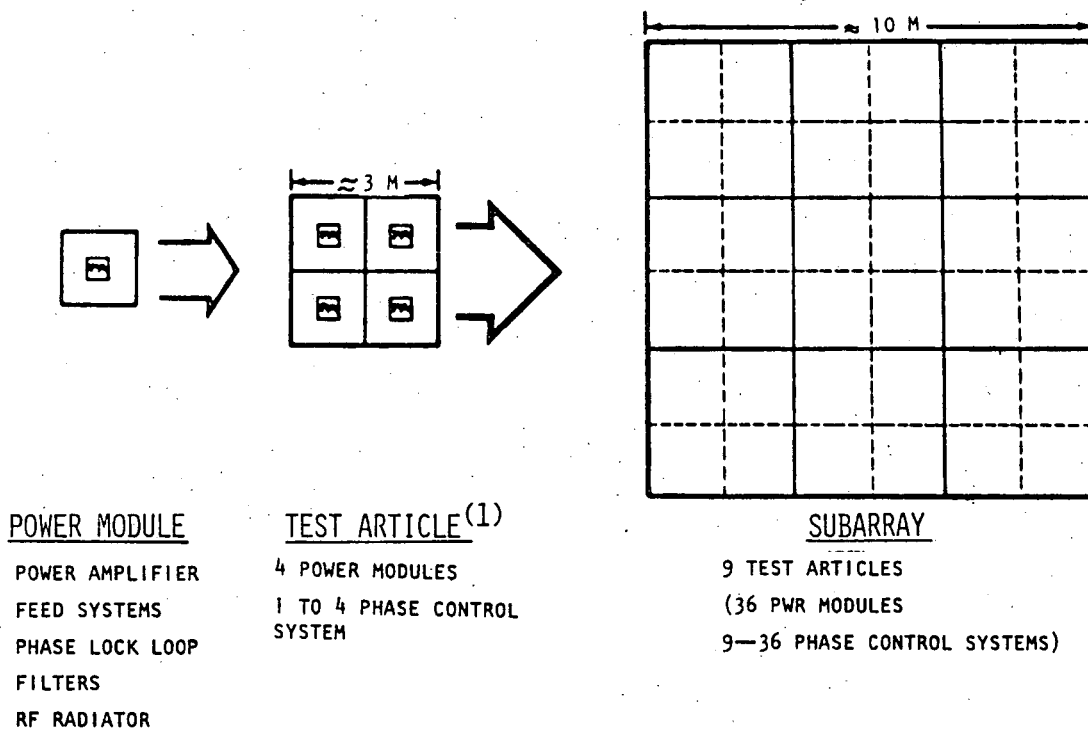 ≈ 10 M
≈ 3 M
POWER MODULE
POWER AMPLIFIER
FEED SYSTEMS
PHASE LOCK LOOP
FILTERS
RF RADIATOR
TEST ARTICLE(1)
4 POWER MODULES
1 TO 4 PHASE CONTROL
SYSTEM
SUBARRAY
9 TEST ARTICLES
(36 PWR MODULES
9—36 PHASE CONTROL SYSTEMS)